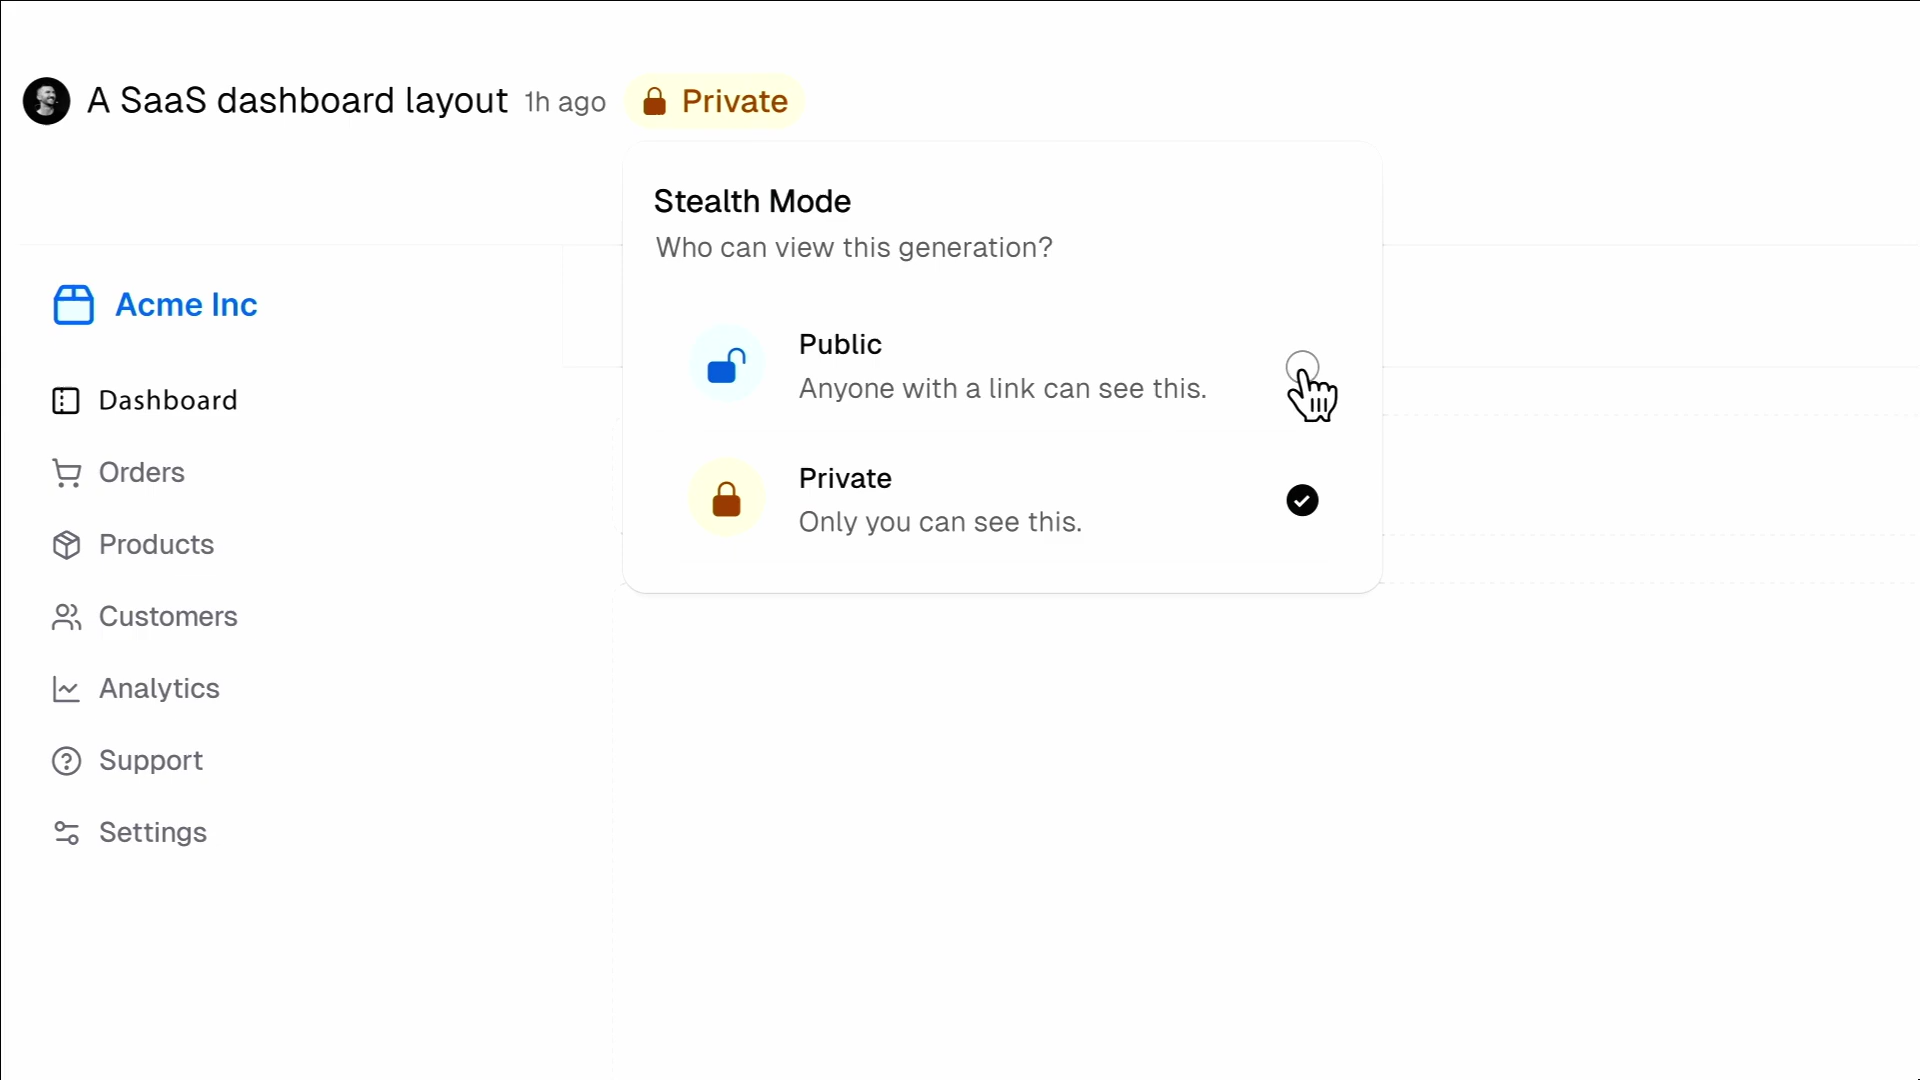 A SaaS dashboard layout 1h ago Private
Stealth Mode
Who can view this generation?
Public
Anyone with a link can see this.
Private
Only you can see this.
Acme Inc
Dashboard
Orders
Products
Customers
Analytics
Support
Settings